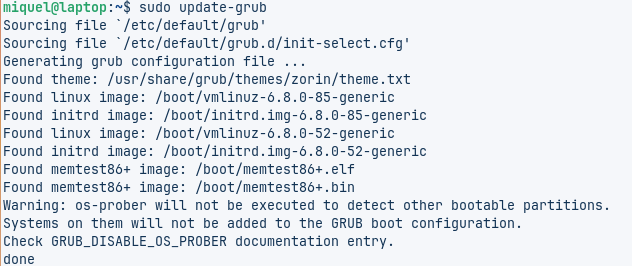 miquel@laptop:~$ sudo update-grub
Sourcing file `/etc/default/grub'
Sourcing file `/etc/default/grub.d/init-select.cfg'
Generating grub configuration file ...
Found theme: /usr/share/grub/themes/zorin/theme.txt
Found linux image: /boot/vmlinuz-6.8.0-85-generic
Found initrd image: /boot/initrd.img-6.8.0-85-generic
Found linux image: /boot/vmlinuz-6.8.0-52-generic
Found initrd image: /boot/initrd.img-6.8.0-52-generic
Found memtest86+ image: /boot/memtest86+.elf
Found memtest86+ image: /boot/memtest86+.bin
Warning: os-prober will not be executed to detect other bootable partitions.
Systems on them will not be added to the GRUB boot configuration.
Check GRUB_DISABLE_OS_PROBER documentation entry.
done